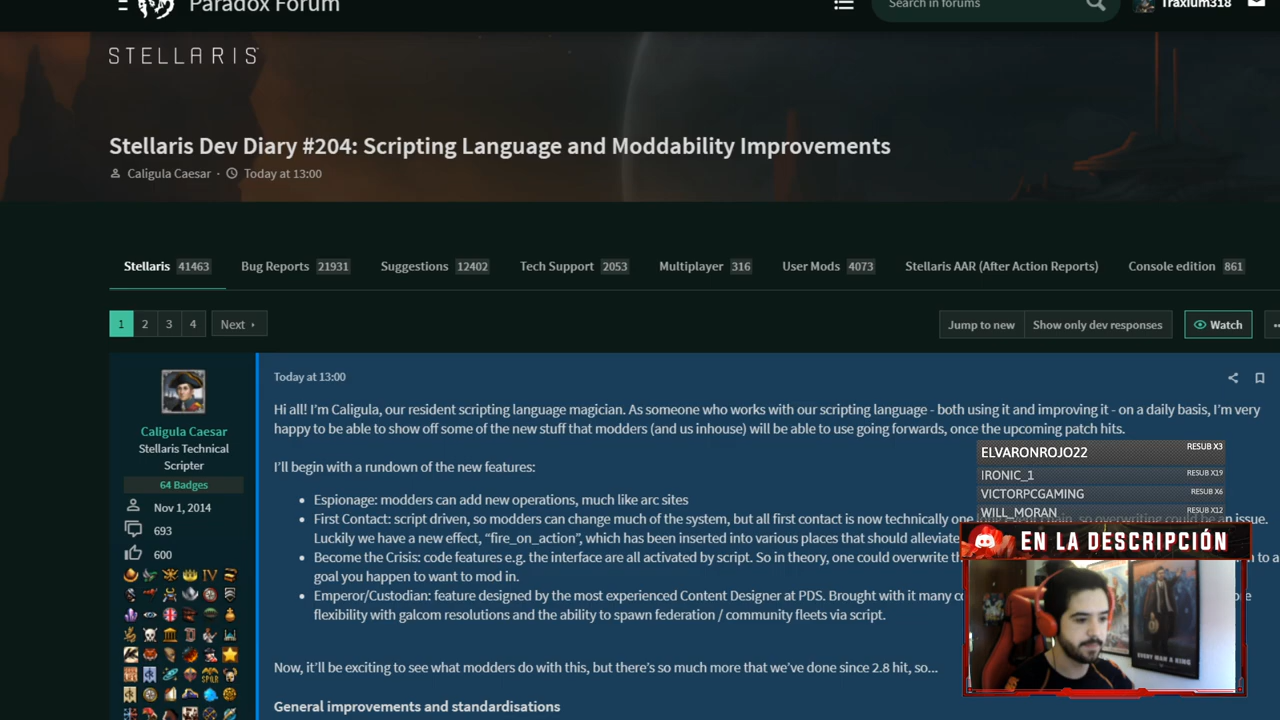 Paradox Forum
Search in forums
Traxium318
STELLARIS
Stellaris Dev Diary #204: Scripting Language and Moddability Improvements
Caligula Caesar · Today at 13:00
Stellaris 41463 Bug Reports 21931 Suggestions 12402 Tech Support 2053 Multiplayer 316 User Mods 4073 Stellaris AAR (After Action Reports) Console edition 861
1 2 3 4 Next
Jump to new Show only dev responses Watch
Caligula Caesar
Stellaris Technical
Scripter
64 Badges
Nov 1, 2014
693
600
Today at 13:00
Hi all! I'm Caligula, our resident scripting language magician. As someone who works with our scripting language - both using it and improving it - on a daily basis, I'm very
happy to be able to show off some of the new stuff that modders (and us inhouse) will be able to use going forwards, once the upcoming patch hits.
I'll begin with a rundown of the new features:
• Espionage: modders can add new operations, much like arc sites
• First Contact: script driven, so modders can change much of the system, but all first contact is now technically one issue.
Luckily we have a new effect, "fire_on_action", which has been inserted into various places that should alleviate
• Become the Crisis: code features e.g. the interface are all activated by script. So in theory, one could overwrite
goal you happen to want to mod in.
• Emperor/Custodian: feature designed by the most experienced Content Designer at PDS. Brought with it many
flexibility with galcom resolutions and the ability to spawn federation / community fleets via script.
Now, it'll be exciting to see what modders do with this, but there's so much more that we've done since 2.8 hit, so...
General improvements and standardisations
ELVARONROJO22 RESUB X3
IRONIC_1 RESUB X19
VICTORPCGAMING RESUB X6
WILL_MORAN RESUB X12
EN LA DESCRIPCIÓN
EVERY MAN A KING